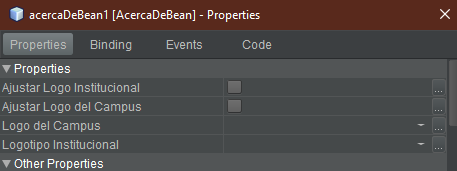 acercaDeBean1 [AcercaDeBean] - Properties
Properties Binding Events Code
Properties
Ajustar Logo Institucional ...
Ajustar Logo del Campus ...
Logo del Campus ...
Logotipo Institucional ...
Other Properties